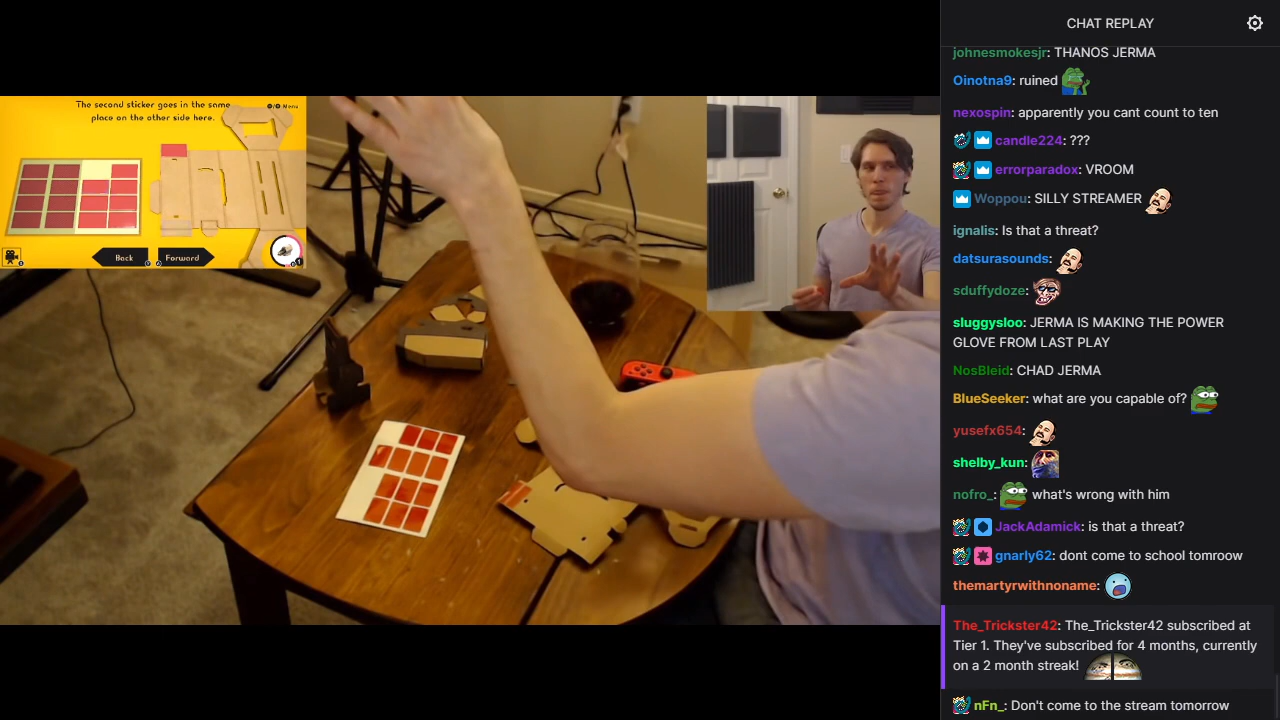 The second sticker goes in the same
place on the other side here.
Menu
Back
Forward
CHAT REPLAY
johnesmokesjr: THANOS JERMA
Oinotna9: ruined
nexospin: apparently you cant count to ten
candle224: ???
errorparadox: VROOM
Woppou: SILLY STREAMER
ignalis: Is that a threat?
datsurasounds:
sduffydoze:
sluggysloo: JERMA IS MAKING THE POWER
GLOVE FROM LAST PLAY
NosBleid: CHAD JERMA
BlueSeeker: what are you capable of?
yusefx654:
shelby_kun:
nofro_: what's wrong with him
JackAdamick: is that a threat?
gnarly62: dont come to school tomroow
themartyrwithnoname:
The_Trickster42: The_Trickster42 subscribed at
Tier 1. They've subscribed for 4 months, currently
on a 2 month streak!
nFn_: Don't come to the stream tomorrow